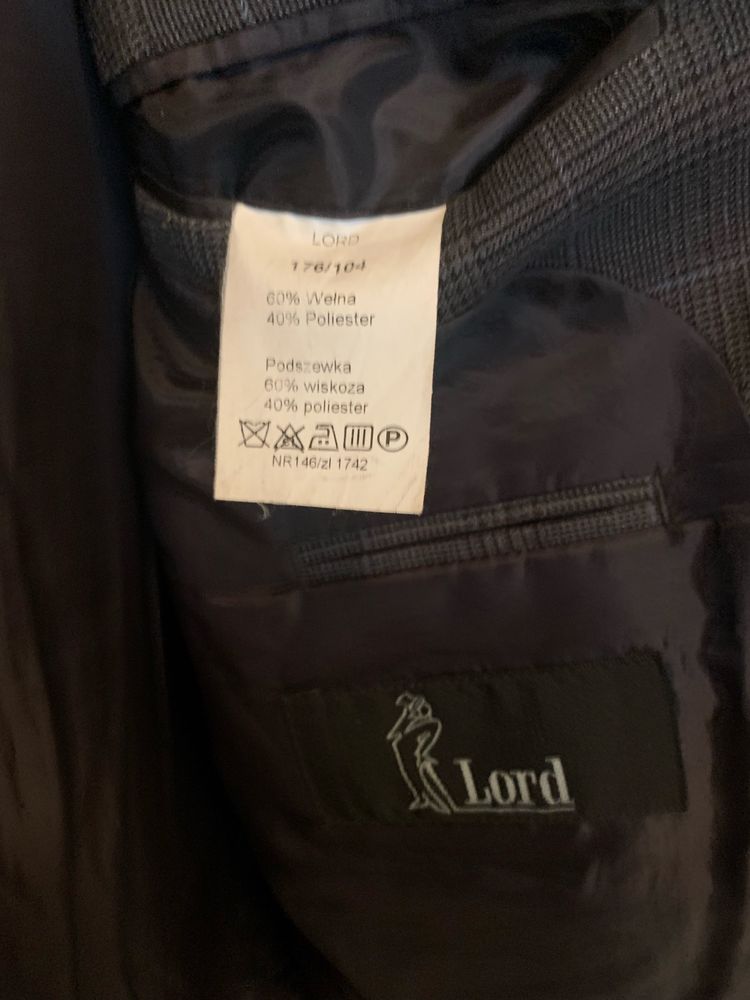 LORD
176/104
60% Wełna
40% Poliester
Podszewka
60% wiskoza
40% poliester
P
NR146/zl 1742
Lord